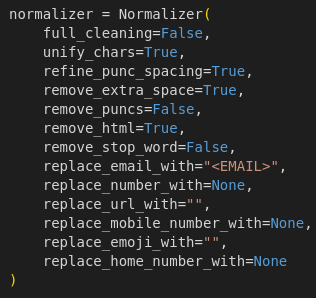 normalizer = Normalizer(
    full_cleaning=False,
    unify_chars=True,
    refine_punc_spacing=True,
    remove_extra_space=True,
    remove_puncs=False,
    remove_html=True,
    remove_stop_word=False,
    replace_email_with="<EMAIL>",
    replace_number_with=None,
    replace_url_with="",
    replace_mobile_number_with=None,
    replace_emoji_with="",
    replace_home_number_with=None
)